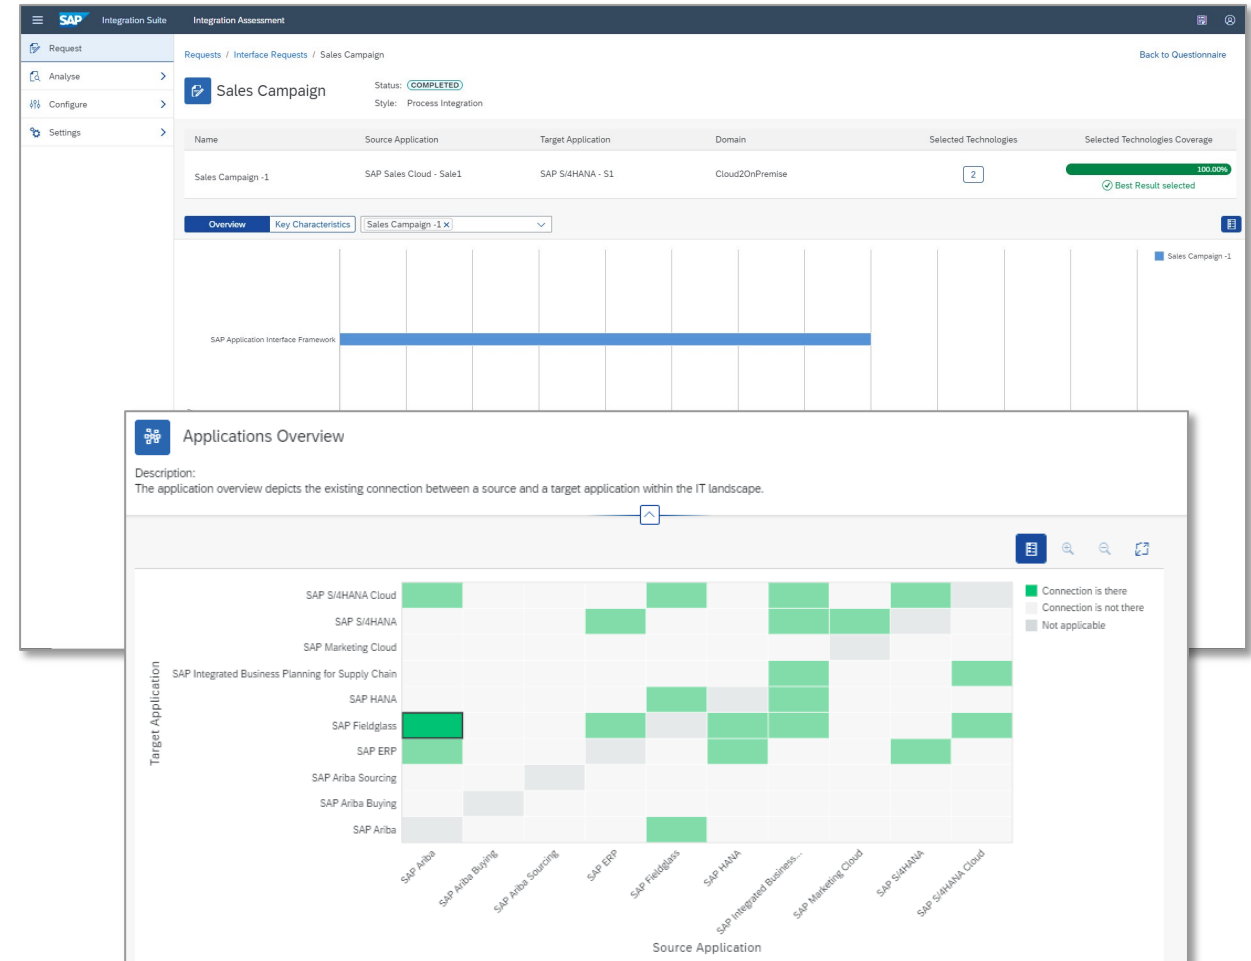 SAP Integration Suite Integration Assessment
Request
Analyse
Configure
Settings
Requests / Interface Requests / Sales Campaign
Back to Questionnaire
Sales Campaign
Status: COMPLETED
Style: Process Integration
Name Source Application Target Application Domain Selected Technologies Selected Technologies Coverage
Sales Campaign -1 SAP Sales Cloud - Sale1 SAP S/4HANA - S1 Cloud2OnPremise 2 100.00%
Best Result selected
Overview Key Characteristics Sales Campaign -1
Sales Campaign -1
SAP Application Interface Framework
Applications Overview
Description:
The application overview depicts the existing connection between a source and a target application within the IT landscape.
Connection is there
Connection is not there
Not applicable
Target Application
SAP S/4HANA Cloud
SAP S/4HANA
SAP Marketing Cloud
SAP Integrated Business Planning for Supply Chain
SAP HANA
SAP Fieldglass
SAP ERP
SAP Ariba Sourcing
SAP Ariba Buying
SAP Ariba
SAP Ariba
SAP Ariba Buying
SAP Ariba Sourcing
SAP ERP
SAP Fieldglass
SAP HANA
SAP Integrated Business...
SAP Marketing Cloud
SAP S/4HANA
SAP S/4HANA Cloud
Source Application